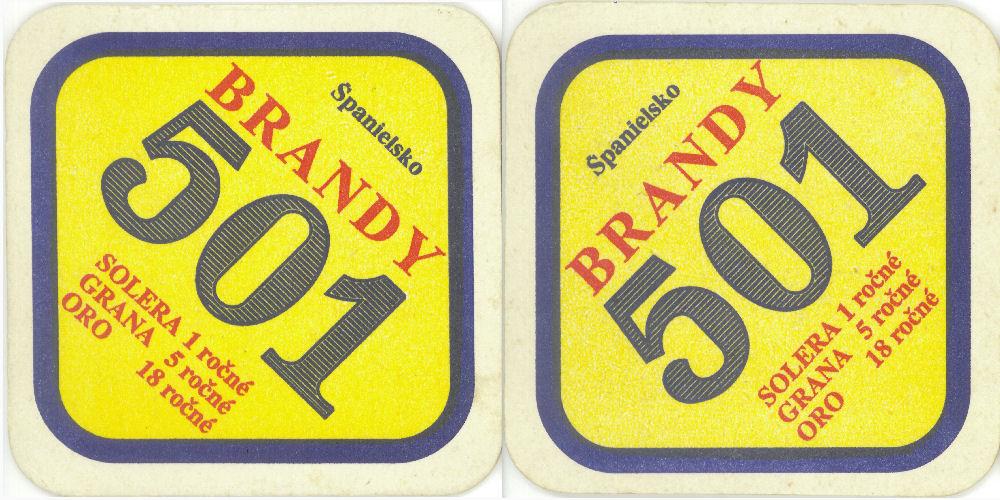 Španielsko
BRANDY
501
SOLERA 1 ročné
GRANA 5 ročné
ORO 18 ročné
Španielsko
BRANDY
501
SOLERA 1 ročné
GRANA 5 ročné
ORO 18 ročné